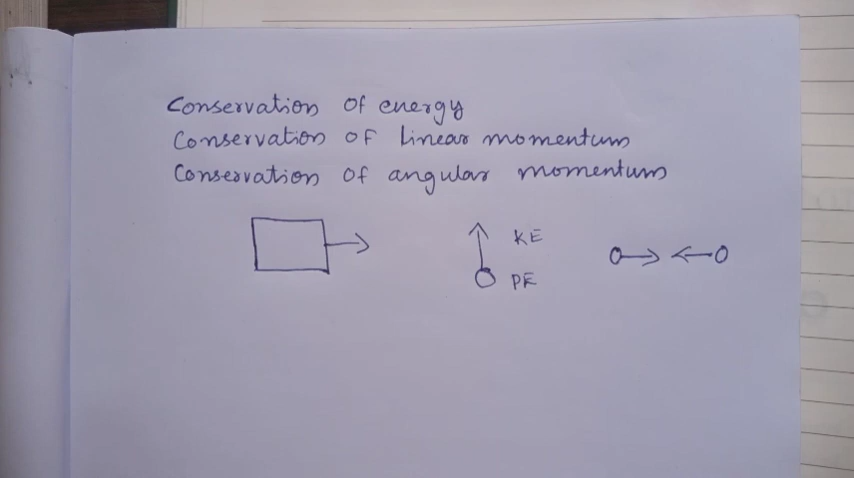 Conservation of energy
Conservation of Linear momentum
Conservation of angular momentum
KE
PE